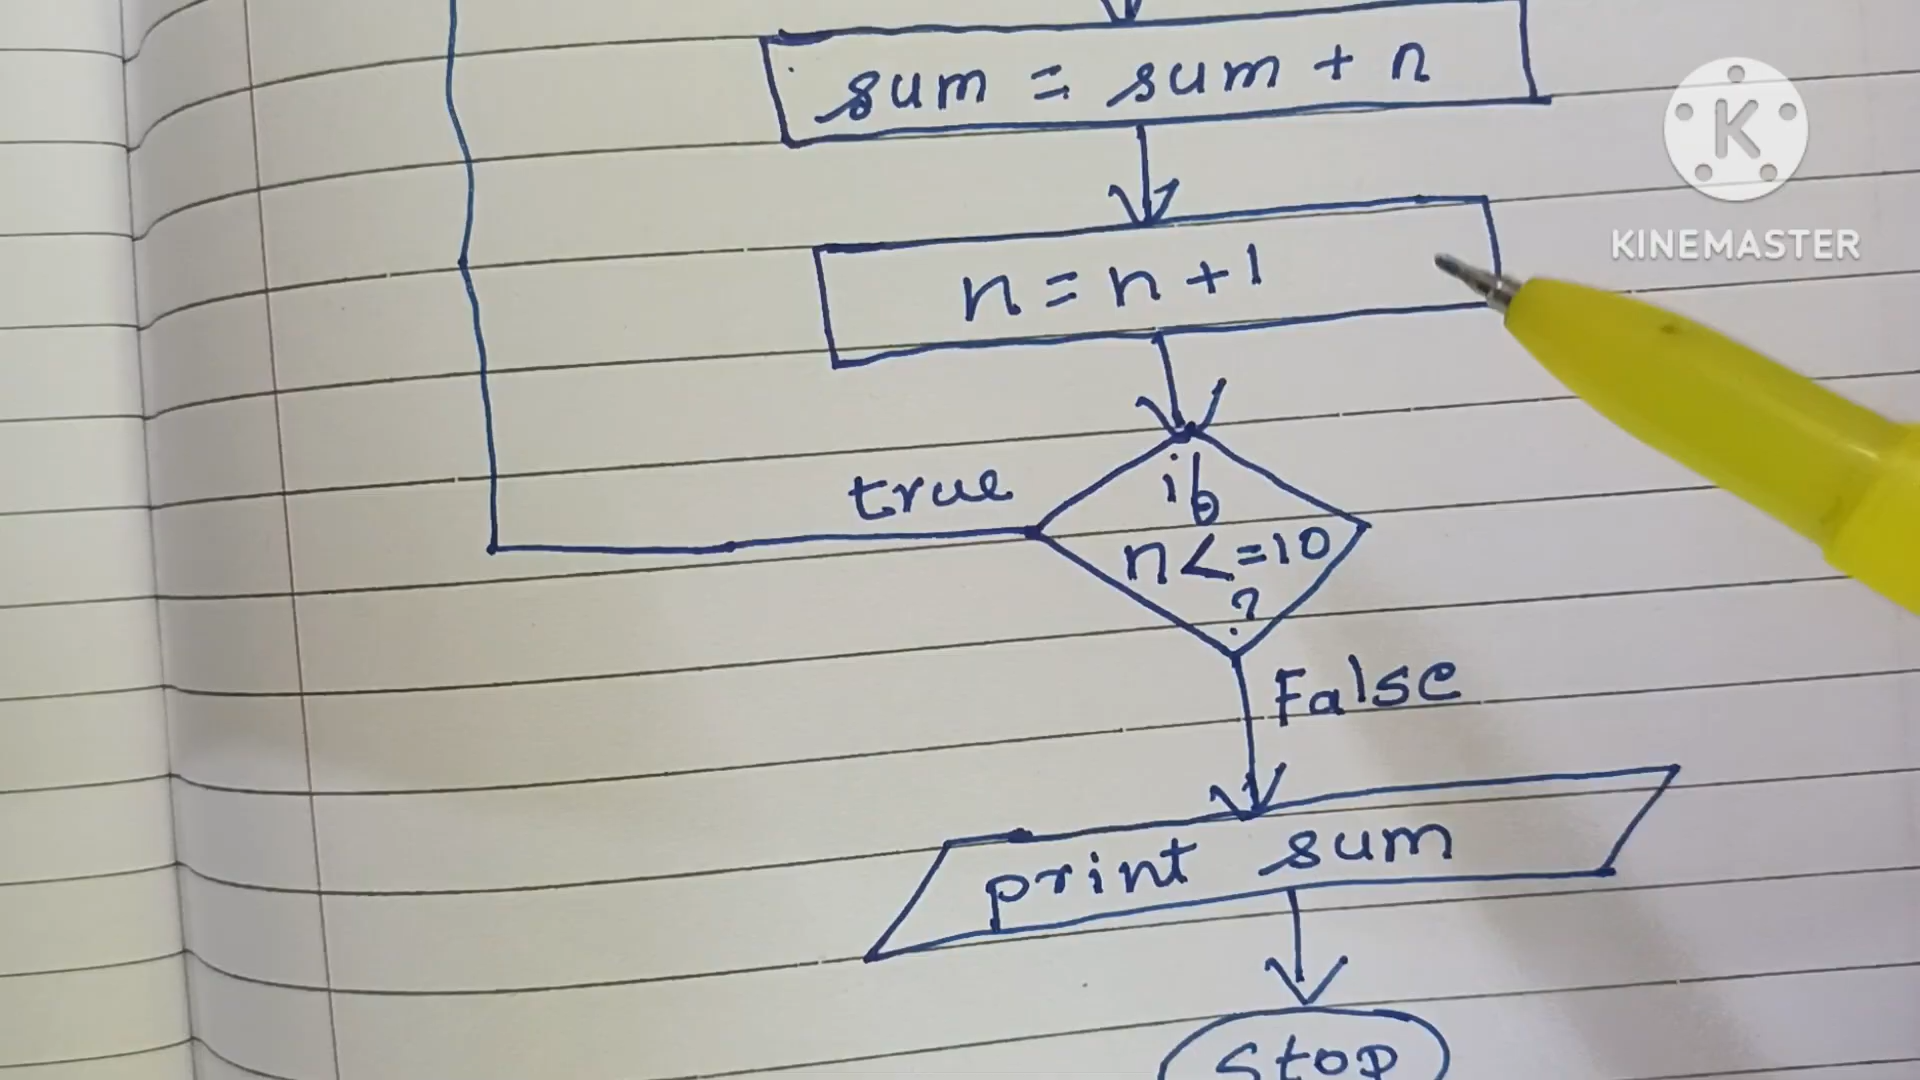 sum = sum + n
K
KINEMASTER
n = n + 1
true
if
n <= 10
?
False
print sum
Stop